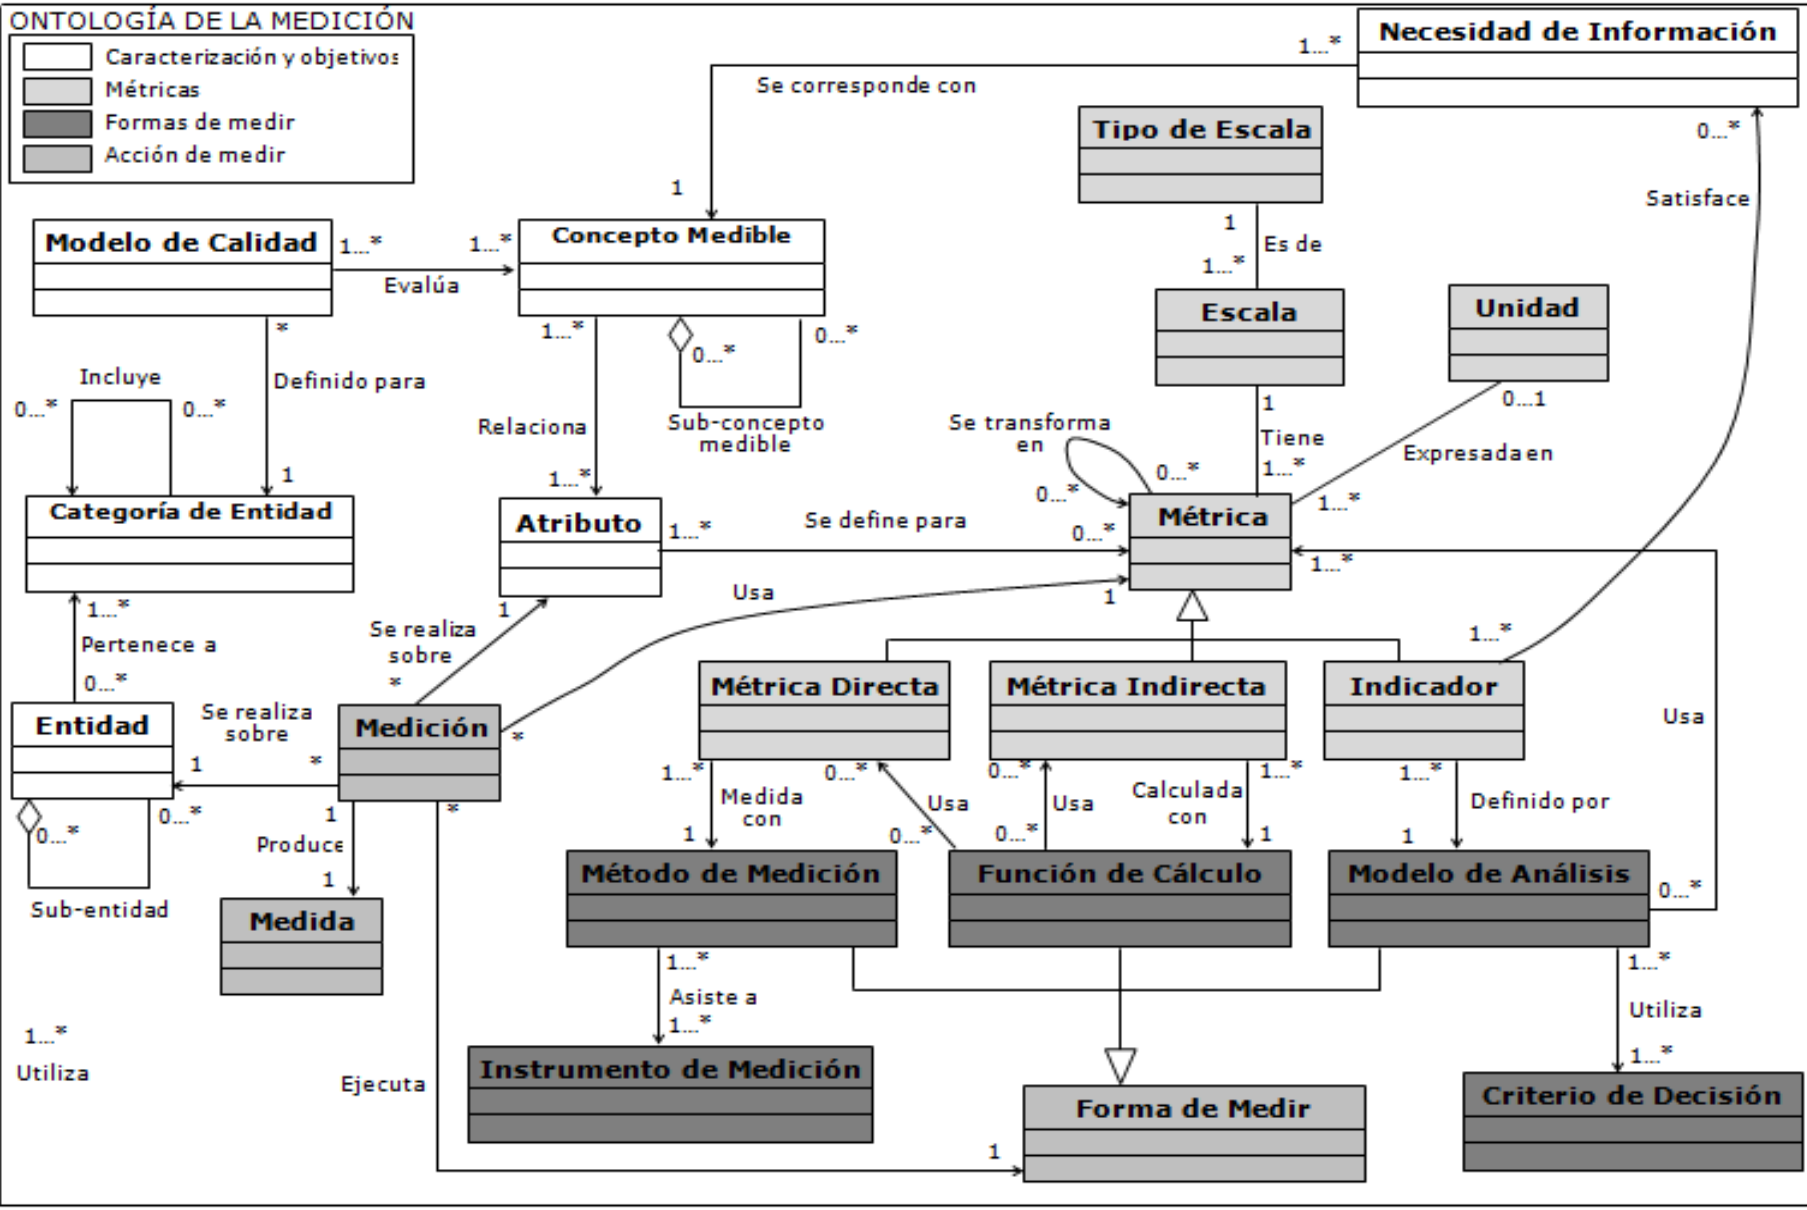 ONTOLOGÍA DE LA MEDICIÓN
Caracterización y objetivos
Métricas
Formas de medir
Acción de medir
Necesidad de Información
1...*
Se corresponde con
0...*
Satisface
1
Tipo de Escala
1
Es de
1...*
Modelo de Calidad
1...*
1...*
Evalúa
Concepto Medible
Escala
Unidad
*
Definido para
1
1...*
0...*
0...*
Sub-concepto
medible
Incluye
0...*
0...*
Relaciona
1...*
1
Tiene
1...*
0...1
Expresada en
1...*
Se transforma
en
0...*
0...*
Categoría de Entidad
Atributo
1...*
Se define para
0...*
Métrica
1...*
1...*
Pertenece a
0...*
1
Se realiza
sobre
*
Usa
1
1...*
Entidad
Se realiza
sobre
1
*
Medición
*
Métrica Directa
Métrica Indirecta
Indicador
Usa
0...*
0...*
Sub-entidad
1
Produce
1
*
1...*
Medida
con
1
0...*
Usa
0...*
0...*
Usa
0...*
1...*
Calculada
con
1
1...*
Definido por
1
Medida
Método de Medición
Función de Cálculo
Modelo de Análisis
0...*
1...*
Asiste a
1...*
1...*
Utiliza
1...*
1...*
Utiliza
Ejecuta
Instrumento de Medición
1
Forma de Medir
Criterio de Decisión